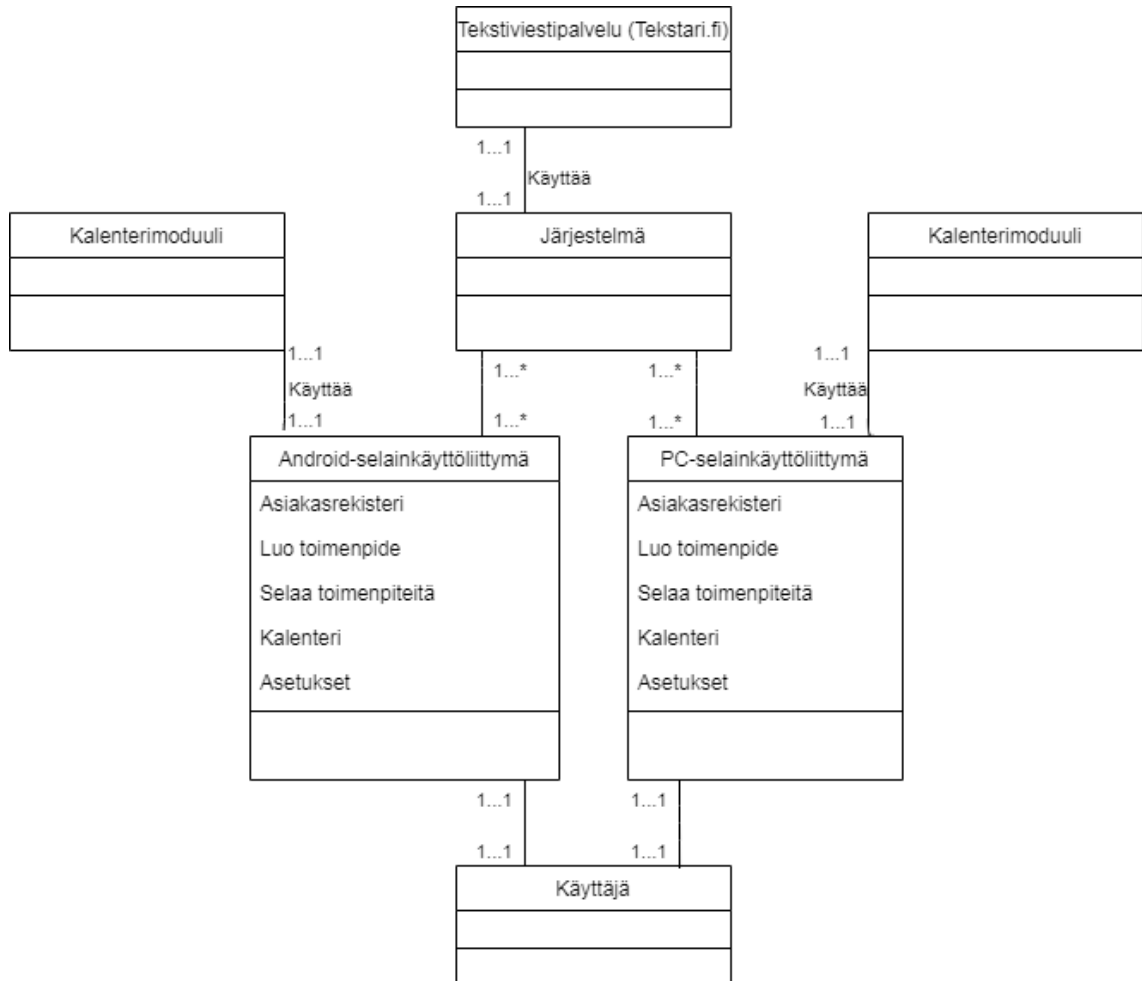 Tekstiviestipalvelu (Tekstari.fi)
1...1
Käyttää
1...1
Kalenterimoduuli
Järjestelmä
Kalenterimoduuli
1...1
Käyttää
1...1
1...*
1...*
1...*
1...*
1...1
Käyttää
1...1
Android-selainkäyttöliittymä
Asiakasrekisteri
Luo toimenpide
Selaa toimenpiteitä
Kalenteri
Asetukset
PC-selainkäyttöliittymä
Asiakasrekisteri
Luo toimenpide
Selaa toimenpiteitä
Kalenteri
Asetukset
1...1
1...1
1...1
1...1
Käyttäjä